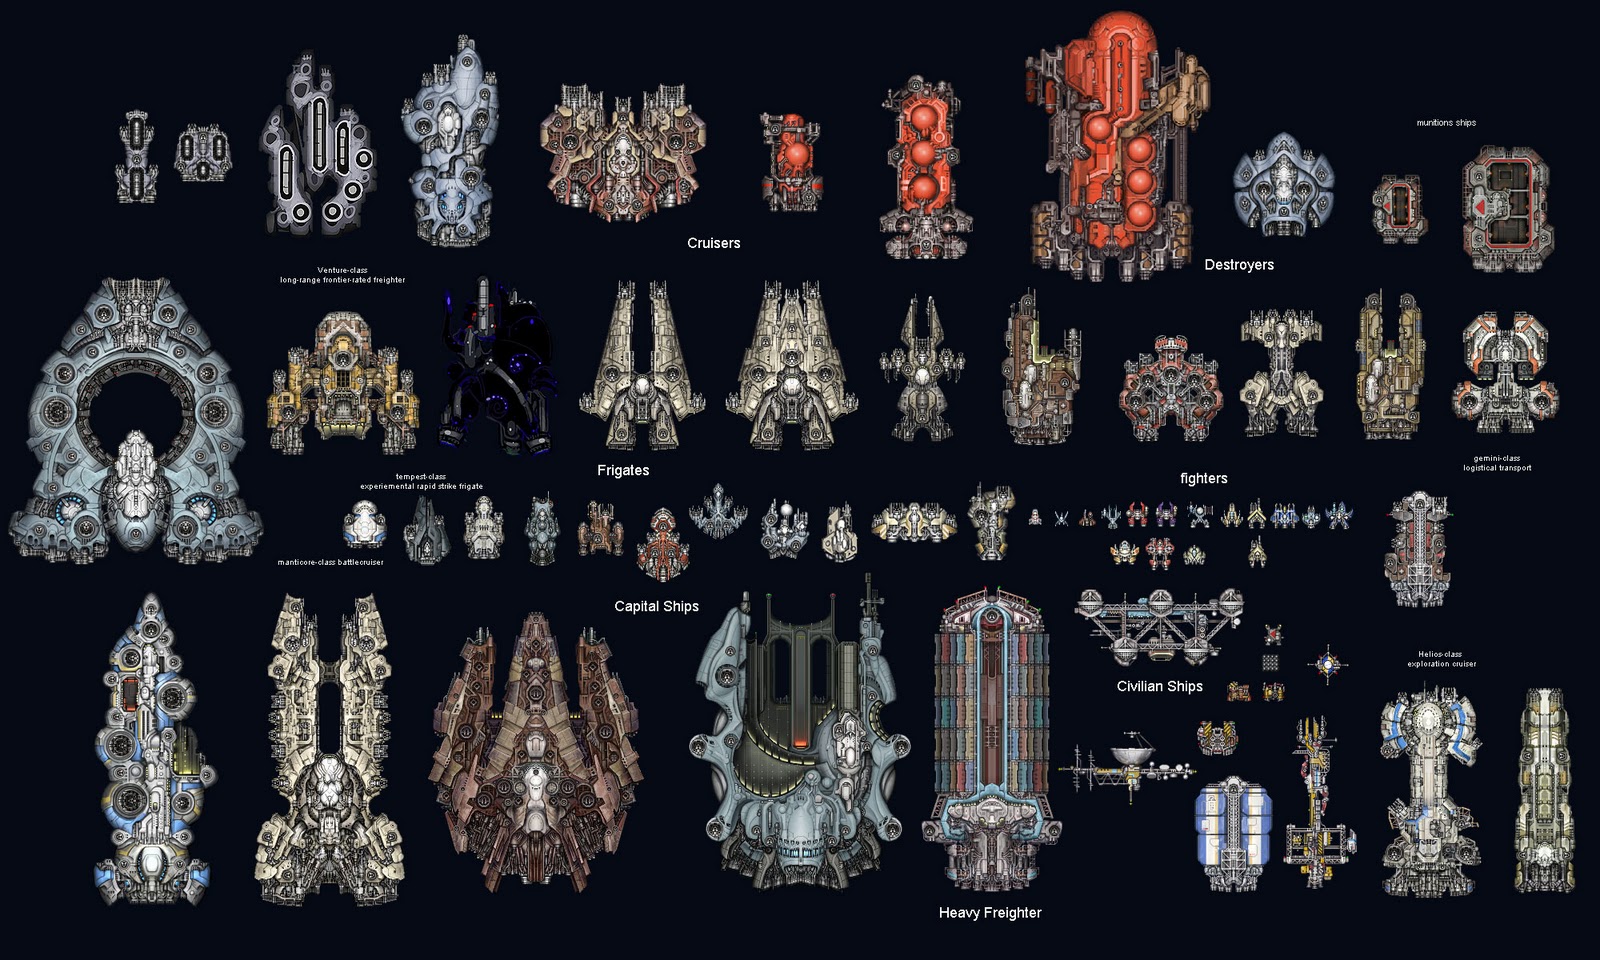 munitions ships
Cruisers
Destroyers
Venture-class
long-range frontier-rated freighter
Frigates
fighters
gemini-class
logistical transport
tempest-class
experiemental rapid strike frigate
manticore-class battlecruiser
Capital Ships
Civilian Ships
Helios-class
exploration cruiser
Heavy Freighter